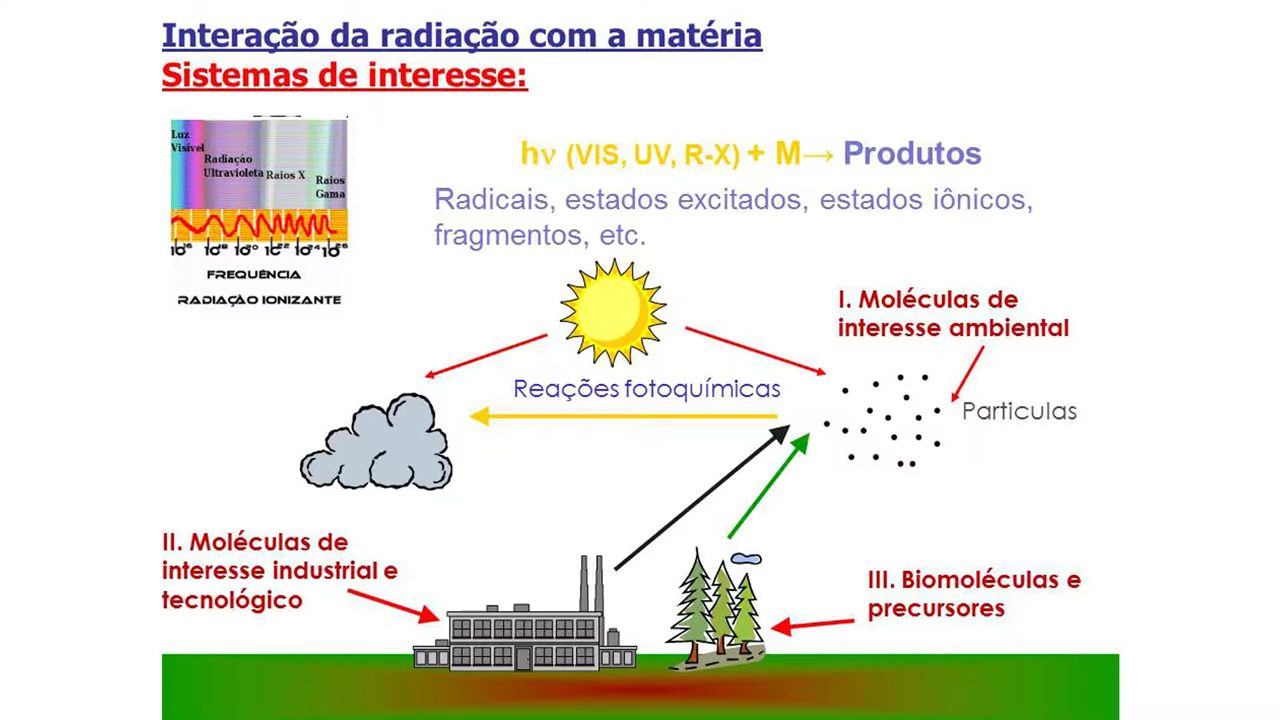 Interação da radiação com a matéria
Sistemas de interesse:
Luz
Visível
Radiação
Ultravioleta
Raios X
Raios
Gama
FREQUÊNCIA
RADIAÇÃO IONIZANTE
hν (VIS, UV, R-X) + M→ Produtos
Radicais, estados excitados, estados iônicos,
fragmentos, etc.
I. Moléculas de
interesse ambiental
Reações fotoquímicas
Particulas
II. Moléculas de
interesse industrial e
tecnológico
III. Biomoléculas e
precursores